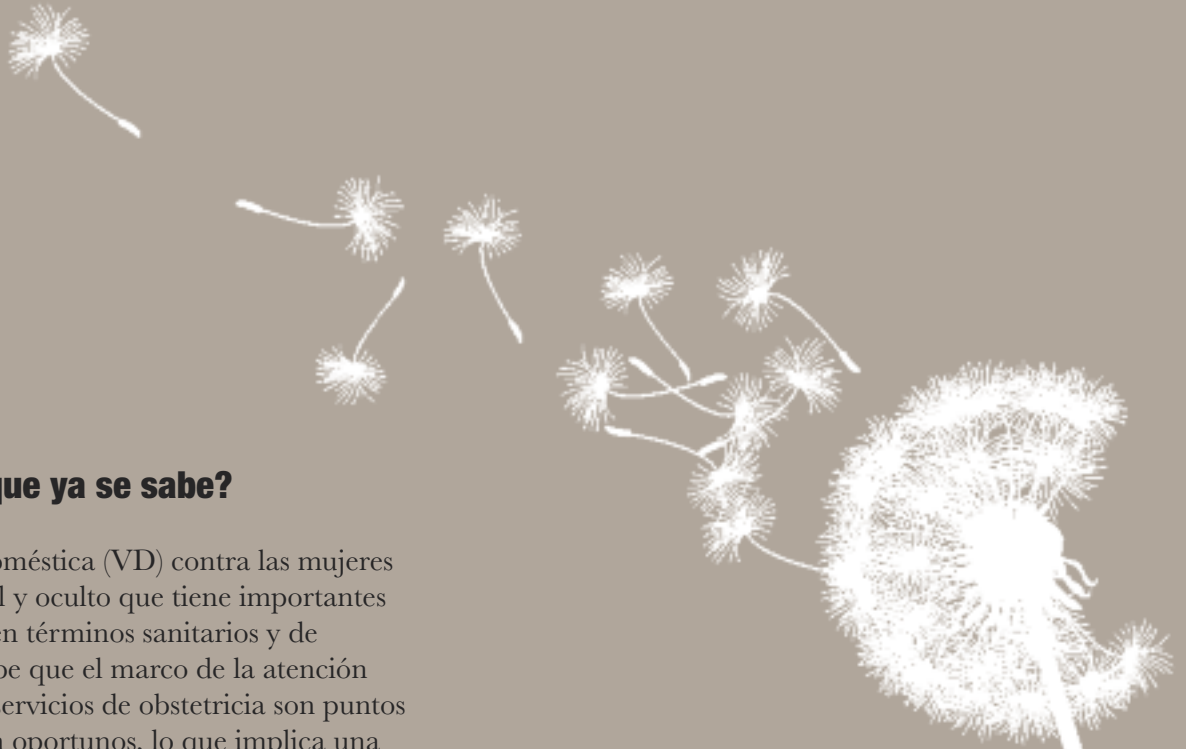 que ya se sabe?
oméstica (VD) contra las mujeres
l y oculto que tiene importantes
en términos sanitarios y de
be que el marco de la atención
servicios de obstetricia son puntos
n oportunos, lo que implica una